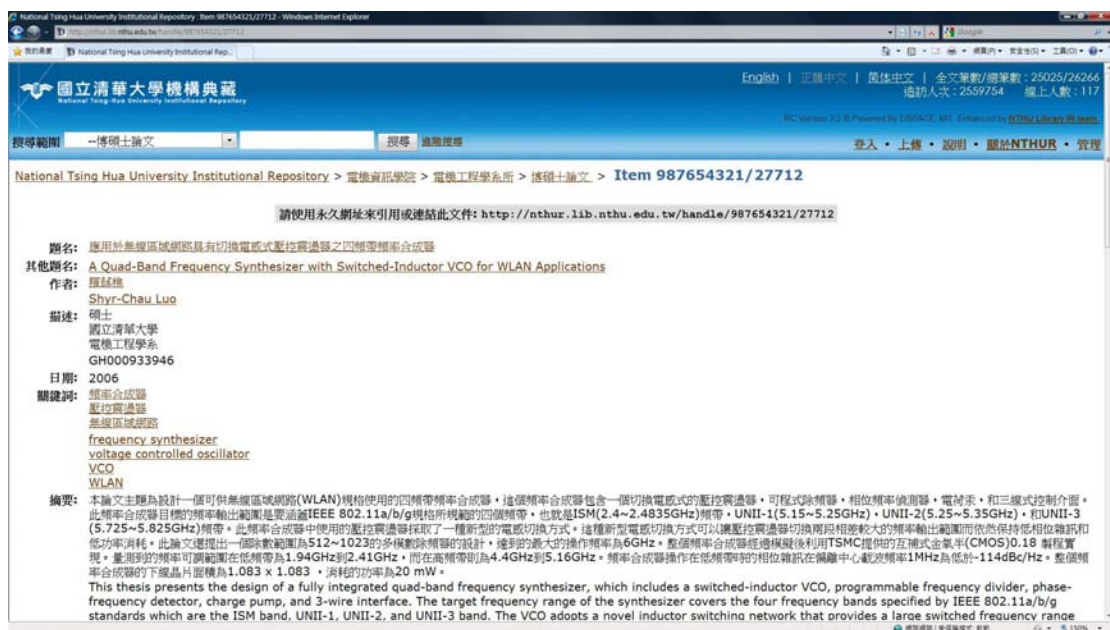 National Tsing Hua University Institutional Repository : Item 987654321/27712 - Windows Internet Explorer
http://nthur.lib.nthu.edu.tw/handle/987654321/27712
Google
我的最愛 National Tsing Hua University Institutional Rep...
網頁(P) 安全性(S) 工具(O)
國立清華大學機構典藏
National Tsing Hua University Institutional Repository
English | 正體中文 | 简体中文 | 全文筆數/總筆數 : 25025/26266
造訪人次 : 2559754 線上人數 : 117
RC Version 3.2 © Powered By DSPACE, MIT. Enhanced by NTHU Library IR team.
搜尋範圍 --博碩士論文 搜尋 進階搜尋
登入 • 上傳 • 說明 • 關於NTHUR • 管理
National Tsing Hua University Institutional Repository > 電機資訊學院 > 電機工程學系所 > 博碩士論文 > Item 987654321/27712
請使用永久網址來引用或連結此文件: http://nthur.lib.nthu.edu.tw/handle/987654321/27712
題名: 應用於無線區域網路具有切換電感式壓控震盪器之四頻帶頻率合成器
其他題名: A Quad-Band Frequency Synthesizer with Switched-Inductor VCO for WLAN Applications
作者:
Shyr-Chau Luo
描述: 碩士
國立清華大學
電機工程學系
GH000933946
日期: 2006
關鍵詞: 頻率合成器
壓控震盪器
無線區域網路
frequency synthesizer
voltage controlled oscillator
VCO
WLAN
摘要: 本論文主題為設計一個可供無線區域網路(WLAN)規格使用的四頻帶頻率合成器，這個頻率合成器包含一個切換電感式的壓控震盪器，可程式除頻器，相位頻率偵測器，電荷汞，和三線式控制介面。
此頻率合成器目標的頻率輸出範圍是要涵蓋IEEE 802.11a/b/g規格所規範的四個頻帶，也就是ISM(2.4~2.4835GHz)頻帶，UNII-1(5.15~5.25GHz)，UNII-2(5.25~5.35GHz)，和UNII-3
(5.725~5.825GHz)頻帶。此頻率合成器中使用的壓控震盪器採取了一種新型的電感切換方式。這種新型電感切換方式可以讓壓控震盪器切換兩段相差較大的頻率輸出範圍而依然保持低相位雜訊和
低功率消耗。此論文還提出一個除數範圍為512~1023的多模數除頻器的設計，達到的最大的操作頻率為6GHz。整個頻率合成器經過模擬後利用TSMC提供的互補式金氧半(CMOS)0.18 製程實
現。量測到的頻率可調範圍在低頻帶為1.94GHz到2.41GHz，而在高頻帶則為4.4GHz到5.16GHz。頻率合成器操作在低頻帶時的相位雜訊在偏離中心載波頻率1MHz為低於-114dBc/Hz。整個頻
率合成器的下線晶片面積為1.083 x 1.083 ，消耗的功率為20 mW。
This thesis presents the design of a fully integrated quad-band frequency synthesizer, which includes a switched-inductor VCO, programmable frequency divider, phase-
frequency detector, charge pump, and 3-wire interface. The target frequency range of the synthesizer covers the four frequency bands specified by IEEE 802.11a/b/g
standards which are the ISM band, UNII-1, UNII-2, and UNII-3 band. The VCO adopts a novel inductor switching network that provides a large switched frequency range
150%